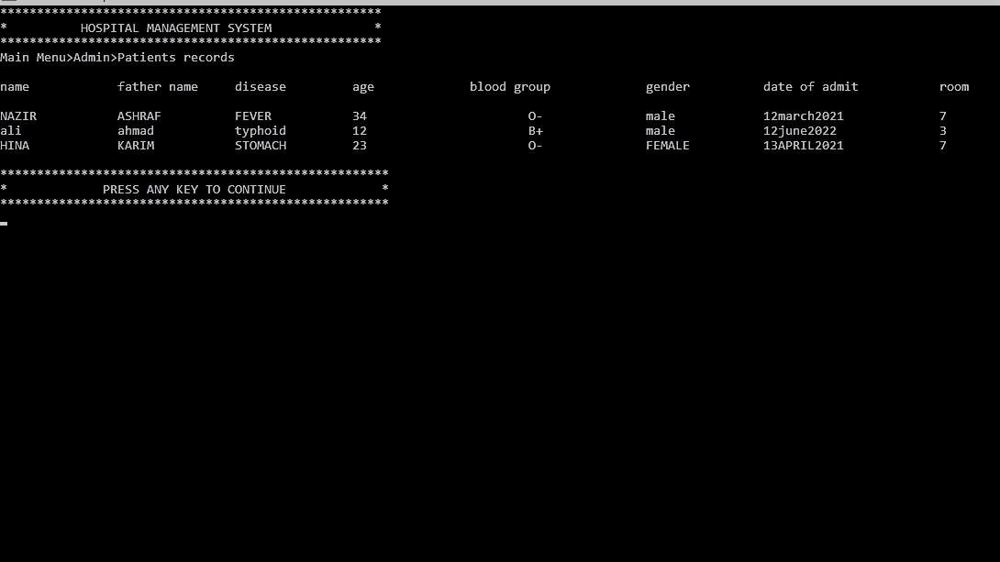 ****************************************************
*          HOSPITAL MANAGEMENT SYSTEM              *
****************************************************
Main Menu>Admin>Patients records
name            father name     disease         age             blood group             gender          date of admit           room
NAZIR           ASHRAF          FEVER           34                      O-              male            12march2021             7
ali             ahmad           typhoid         12                      B+              male            12june2022              3
HINA            KARIM           STOMACH         23                      O-              FEMALE          13APRIL2021             7
*****************************************************
*             PRESS ANY KEY TO CONTINUE             *
*****************************************************